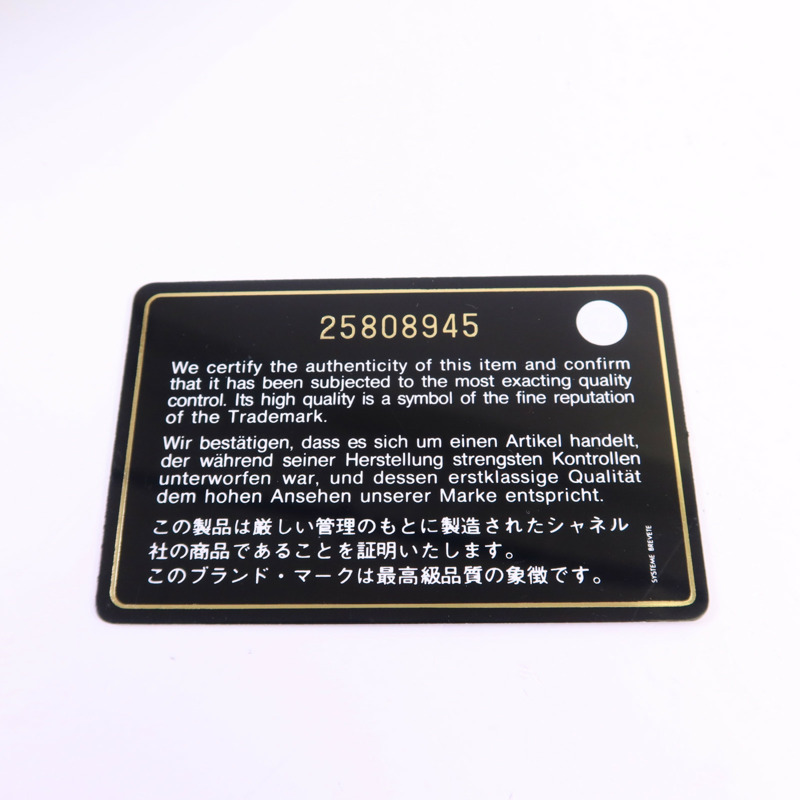 25808945
We certify the authenticity of this item and confirm
that it has been subjected to the most exacting quality
control. Its high quality is a symbol of the fine reputation
of the Trademark.
Wir bestätigen, dass es sich um einen Artikel handelt,
der während seiner Herstellung strengsten Kontrollen
unterworfen war, und dessen erstklassige Qualität
dem hohen Ansehen unserer Marke entspricht.
この製品は厳しい管理のもとに製造されたシャネル
社の商品であることを証明いたします。
このブランド・マークは最高級品質の象徴です。
SYSTEME BREVETE